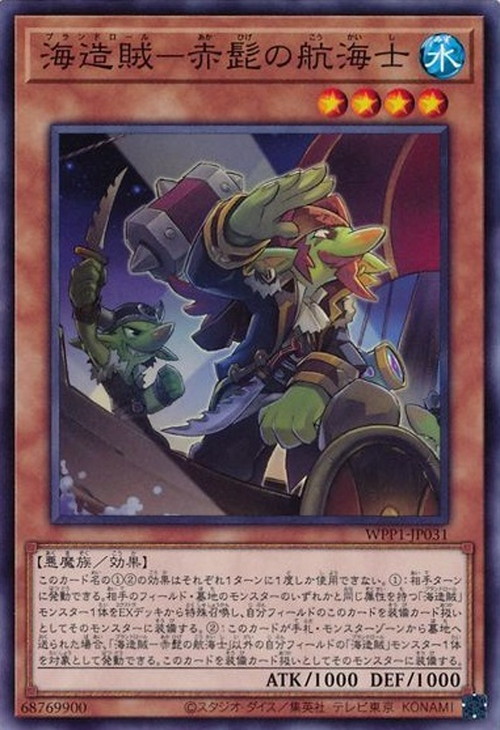 海造賊－赤髭の航海士
水
WPP1-JP031
【悪魔族／効果】
このカード名の①②の効果はそれぞれ1ターンに1度しか使用できない。①：相手ターン
に発動できる。相手のフィールド・墓地のモンスターのいずれかと同じ属性を持つ「海造賊」
モンスター1体をEXデッキから特殊召喚し、自分フィールドのこのカードを装備カード扱い
としてそのモンスターに装備する。②：このカードが手札・モンスターゾーンから墓地へ
送られた場合、「海造賊－赤髭の航海士」以外の自分フィールドの「海造賊」モンスター1体
を対象として発動できる。このカードを装備カード扱いとしてそのモンスターに装備する。
ATK/1000 DEF/1000
68769900
©スタジオ・ダイス／集英社 テレビ東京 KONAMI